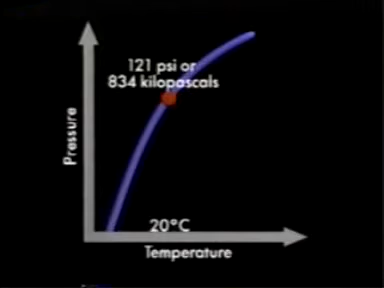 121 psi or
834 kilopascals
Pressure
20°C
Temperature